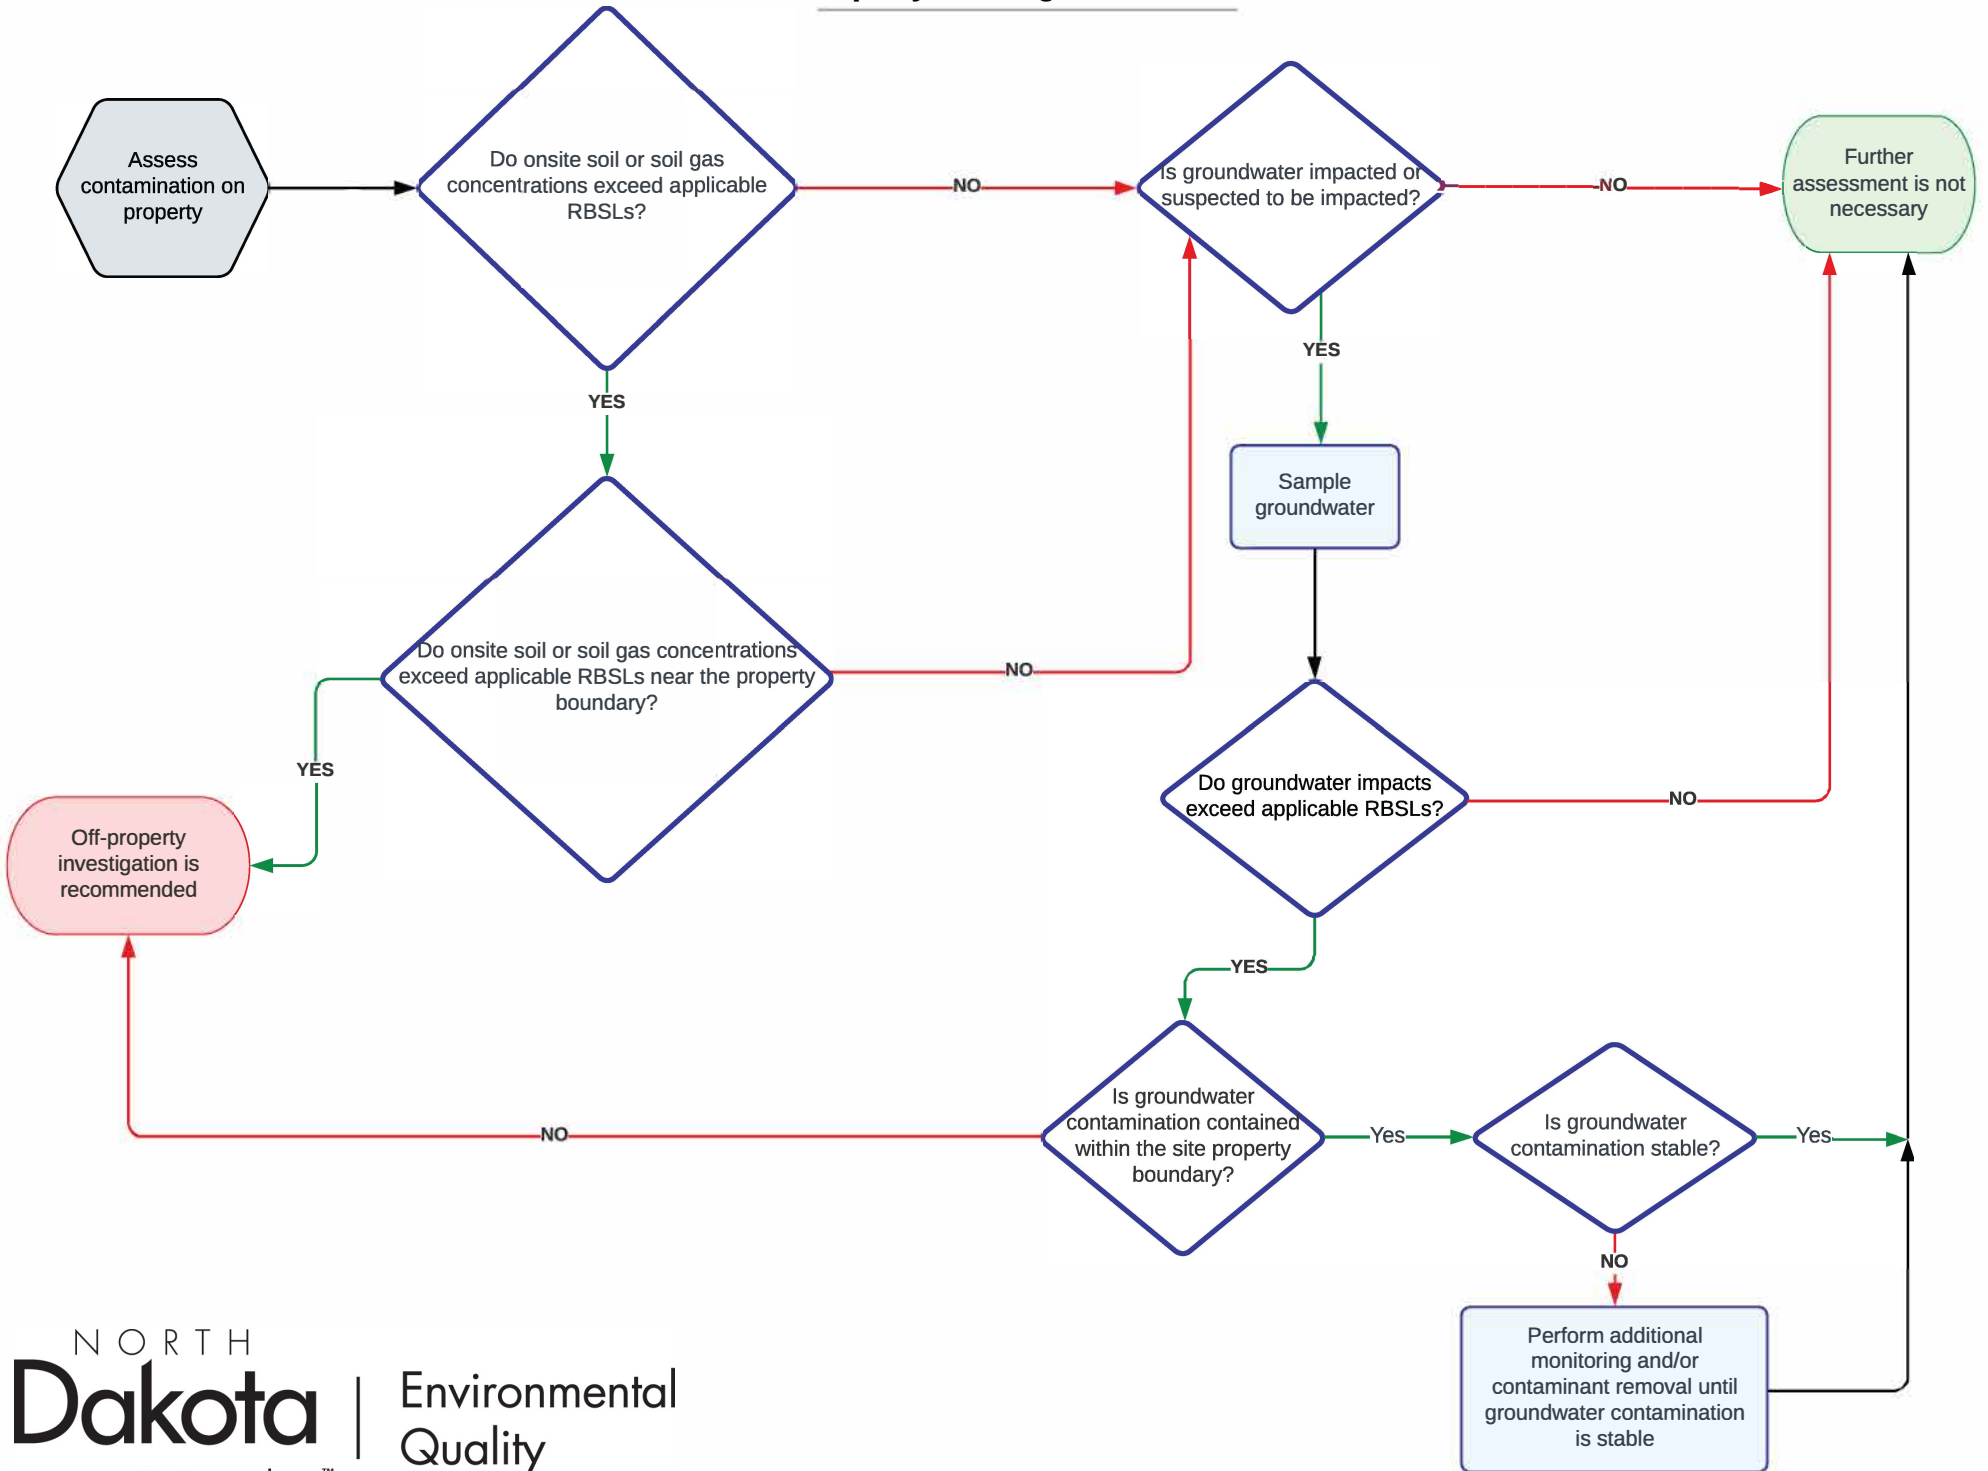 Assess
contamination on
property
Do onsite soil or soil gas
concentrations exceed applicable
RBSLs?
NO
Is groundwater impacted or
suspected to be impacted?
NO
Further
assessment is not
necessary
YES
YES
Sample
groundwater
Do onsite soil or soil gas concentrations
exceed applicable RBSLs near the property
boundary?
NO
YES
Do groundwater impacts
exceed applicable RBSLs?
NO
Off-property
investigation is
recommended
YES
Is groundwater
contamination contained
within the site property
boundary?
NO
Yes
Is groundwater
contamination stable?
Yes
NO
Perform additional
monitoring and/or
contaminant removal until
groundwater contamination
is stable
NORTH
Dakota
Environmental
Quality